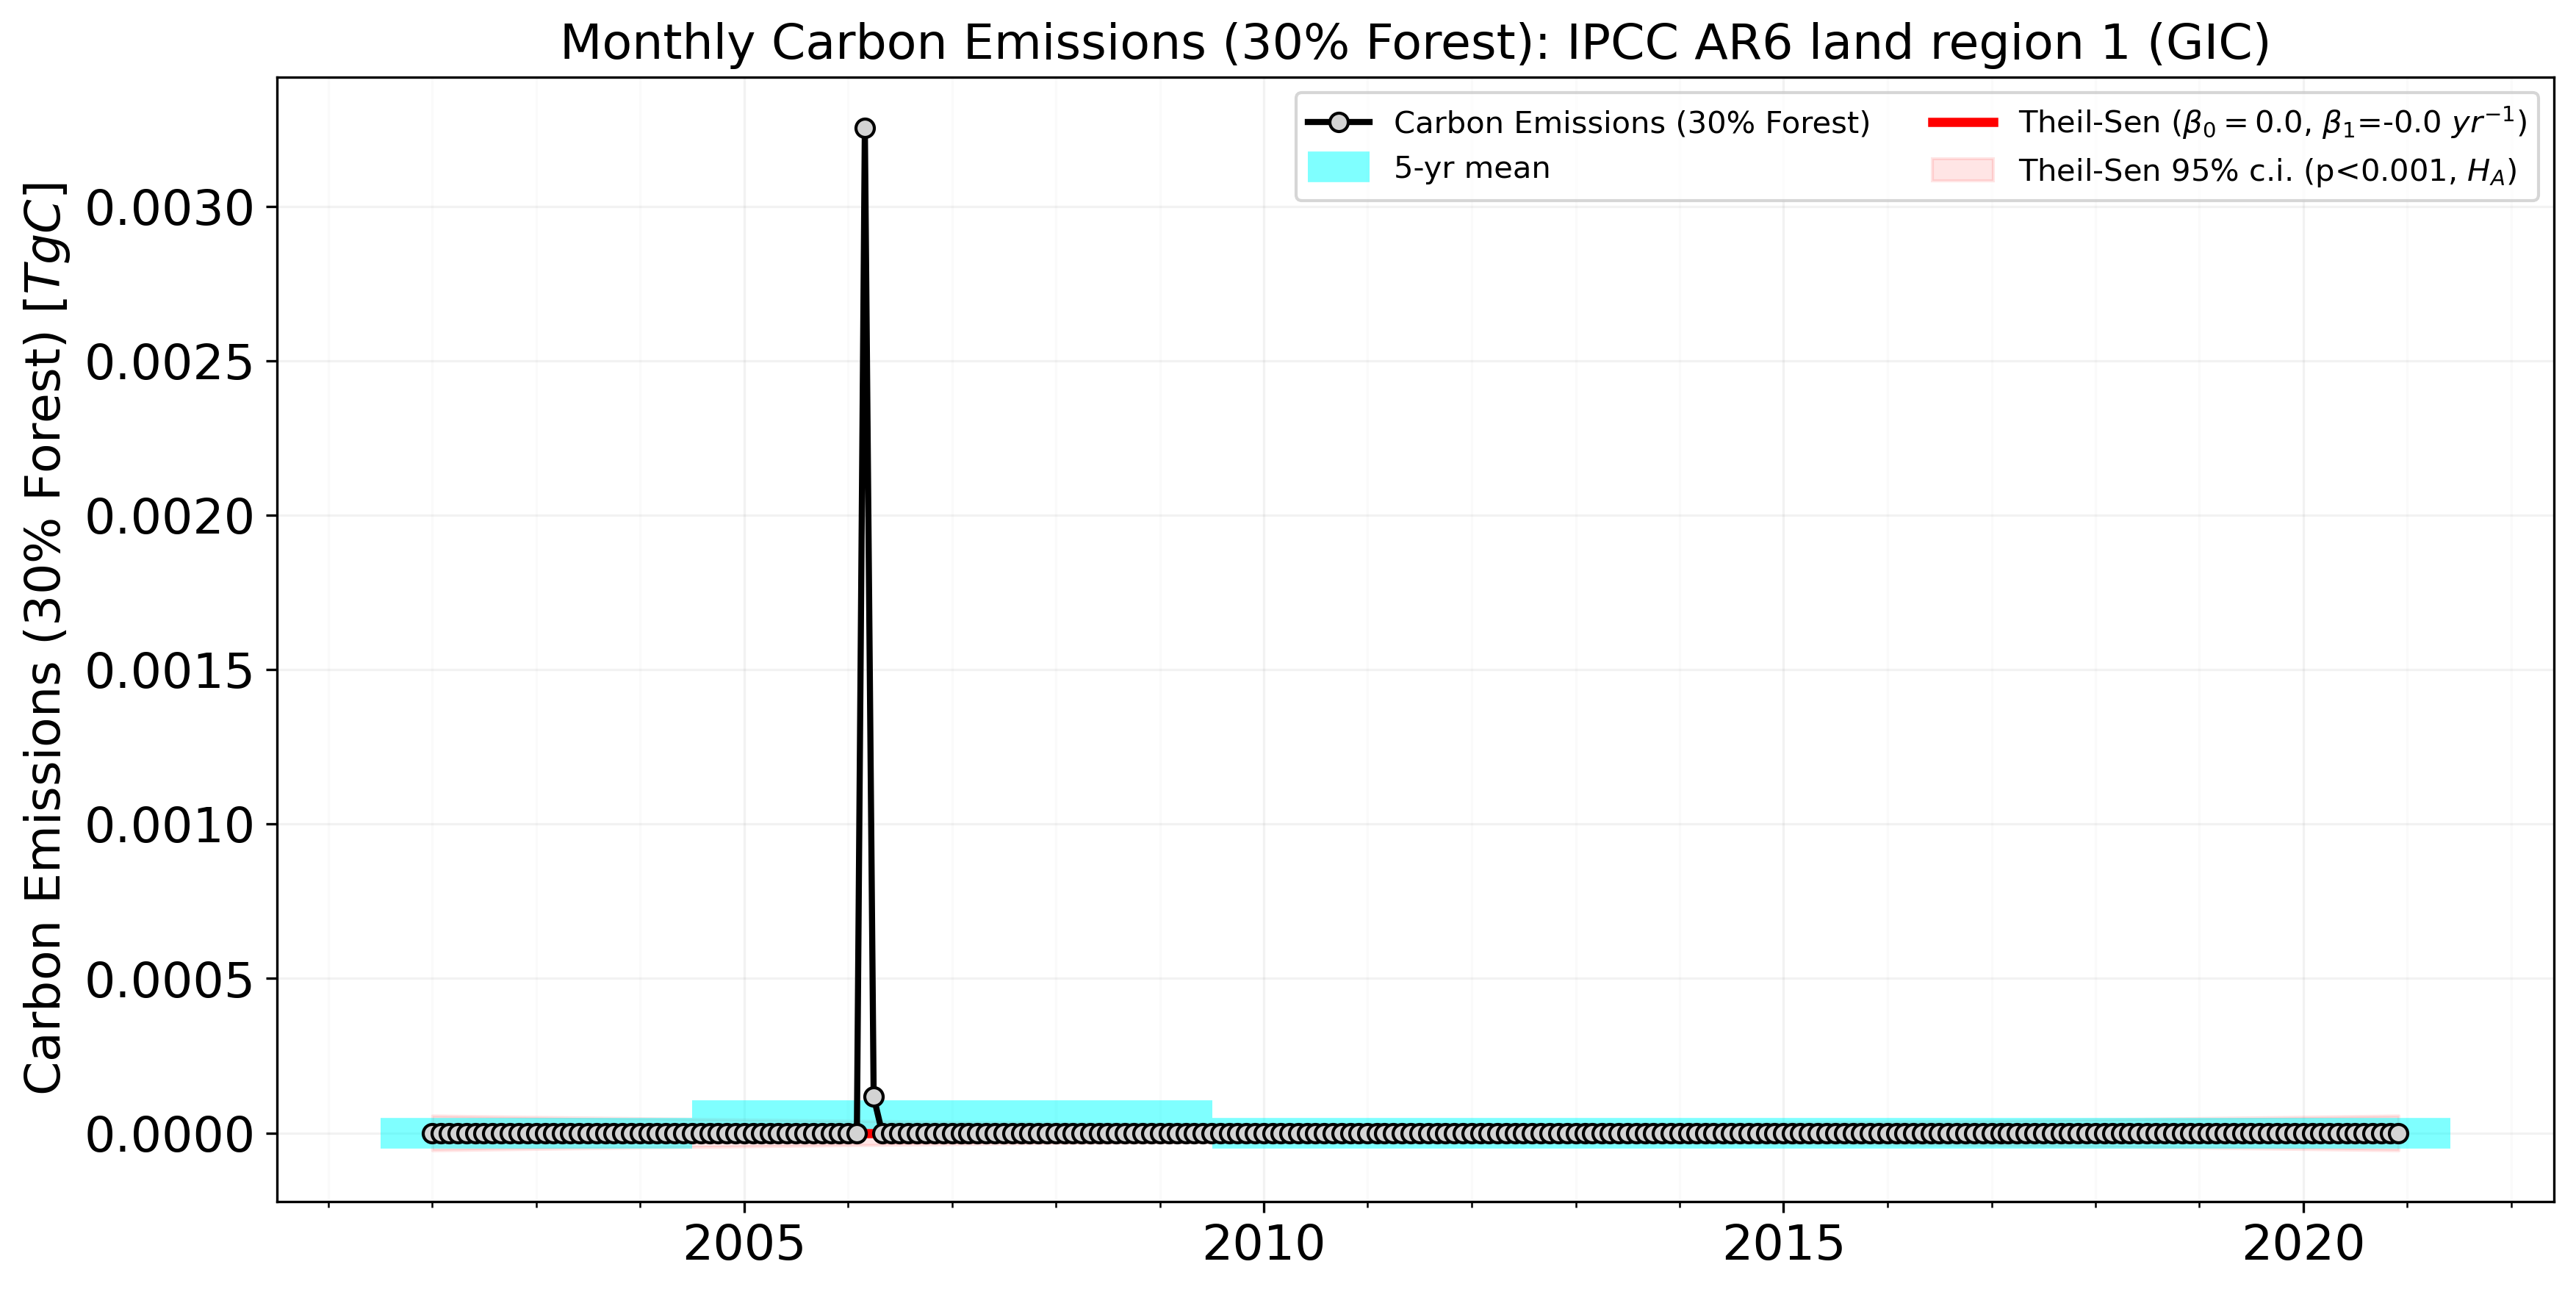 Monthly Carbon Emissions (30% Forest): IPCC AR6 land region 1 (GIC)
Carbon Emissions (30% Forest)
5-yr mean
Theil-Sen (β₀ = 0.0, β₁=-0.0 yr⁻¹)
Theil-Sen 95% c.i. (p<0.001, H_A)
Carbon Emissions (30% Forest) [TgC]
0.0030
0.0025
0.0020
0.0015
0.0010
0.0005
0.0000
2005
2010
2015
2020